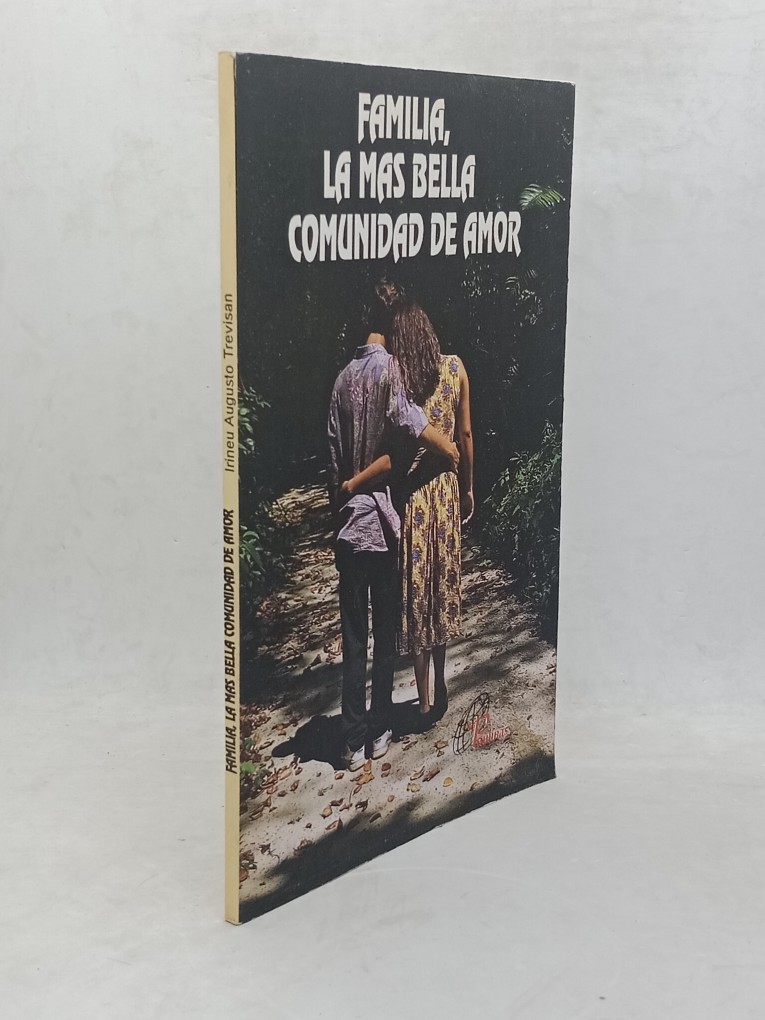 FAMILIA,
LA MAS BELLA
COMUNIDAD DE AMOR
FAMILIA, LA MAS BELLA COMUNIDAD DE AMOR
Irineu Augusto Trevisan